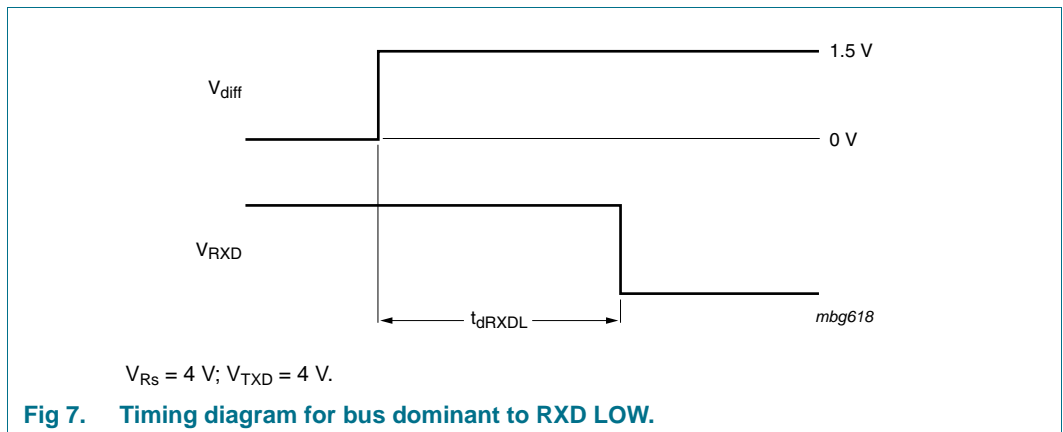 1.5 V
Vdiff
0 V
VRXD
tdRXDL
mbg618
VRs = 4 V; VTXD = 4 V.
Fig 7. Timing diagram for bus dominant to RXD LOW.